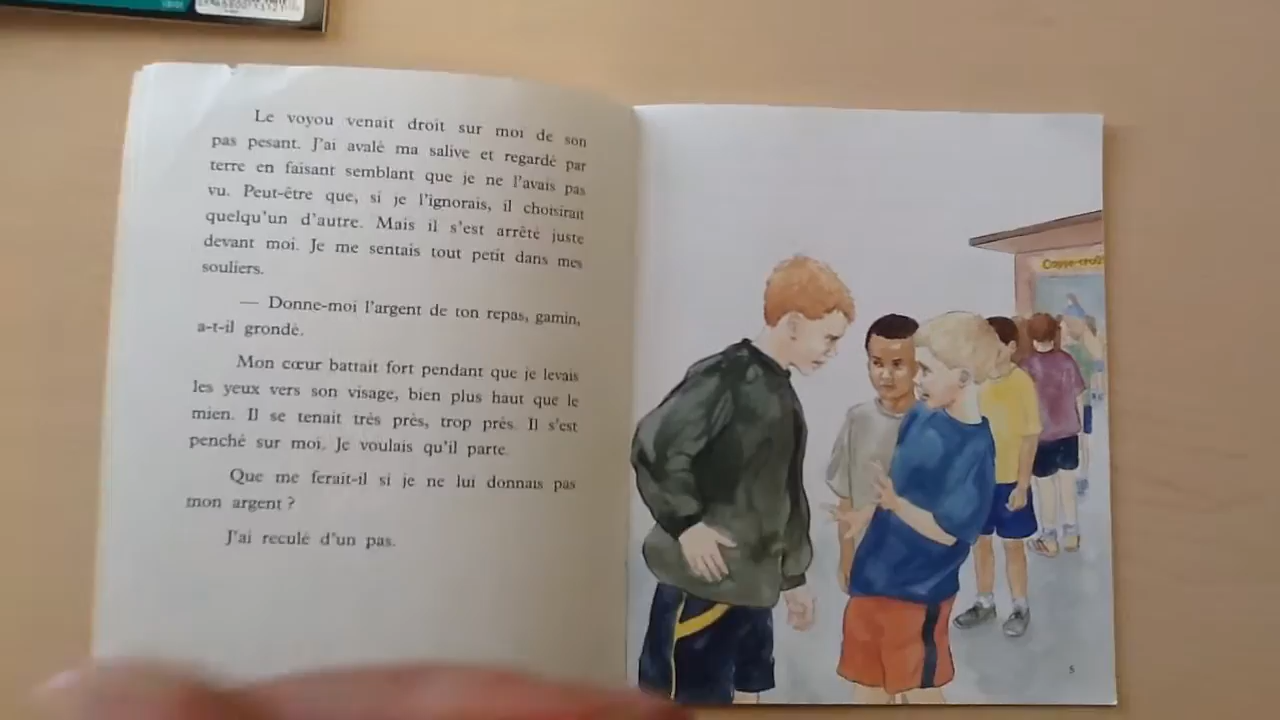 Le voyou venait droit sur moi de son
pas pesant. J'ai avalé ma salive et regardé par
terre en faisant semblant que je ne l'avais pas
vu. Peut-être que, si je l'ignorais, il choisirait
quelqu'un d'autre. Mais il s'est arrêté juste
devant moi. Je me sentais tout petit dans mes
souliers.
— Donne-moi l'argent de ton repas, gamin,
a-t-il grondé.
Mon cœur battait fort pendant que je levais
les yeux vers son visage, bien plus haut que le
mien. Il se tenait très près, trop près. Il s'est
penché sur moi. Je voulais qu'il parte.
Que me ferait-il si je ne lui donnais pas
mon argent ?
J'ai reculé d'un pas.
Casse-croû
5